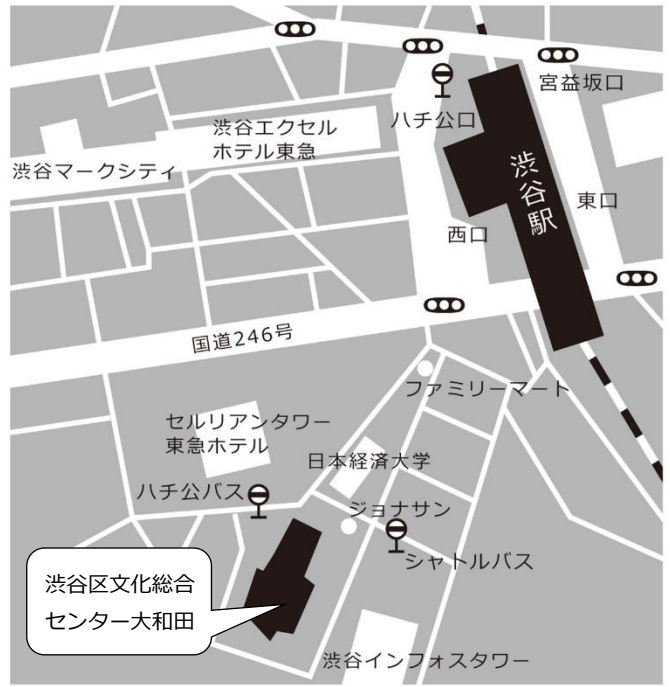 宮益坂口
ハチ公口
渋谷エクセル
ホテル東急
渋谷マークシティ
渋谷駅
東口
西口
国道246号
ファミリーマート
セルリアンタワー
東急ホテル
日本経済大学
ハチ公バス
ジョナサン
シャトルバス
渋谷区文化総合
センター大和田
渋谷インフォスタワー